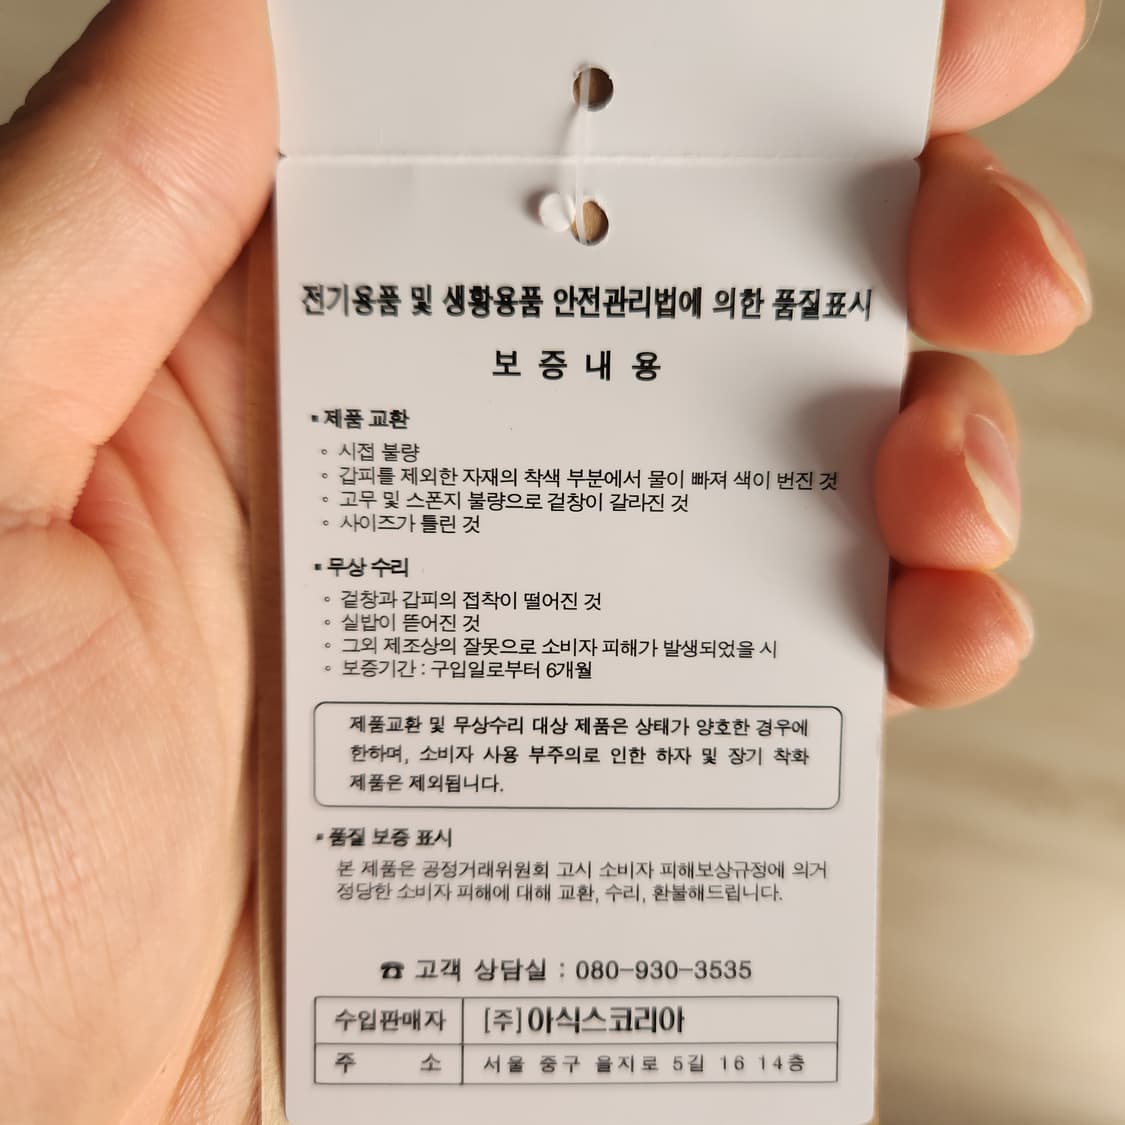 전기용품 및 생활용품 안전관리법에 의한 품질표시
보 증 내 용
▪ 제품 교환
◦ 시접 불량
◦ 갑피를 제외한 자재의 착색 부분에서 물이 빠져 색이 번진 것
◦ 고무 및 스폰지 불량으로 겉창이 갈라진 것
◦ 사이즈가 틀린 것
▪ 무상 수리
◦ 겉창과 갑피의 접착이 떨어진 것
◦ 실밥이 뜯어진 것
◦ 그외 제조상의 잘못으로 소비자 피해가 발생되었을 시
◦ 보증기간 : 구입일로부터 6개월
제품교환 및 무상수리 대상 제품은 상태가 양호한 경우에
한하며, 소비자 사용 부주의로 인한 하자 및 장기 착화
제품은 제외됩니다.
▪ 품질 보증 표시
본 제품은 공정거래위원회 고시 소비자 피해보상규정에 의거
정당한 소비자 피해에 대해 교환, 수리, 환불해드립니다.
☎ 고객 상담실 : 080-930-3535
수입판매자 [주]아식스코리아
주 소 서울 중구 을지로 5길 16 14층